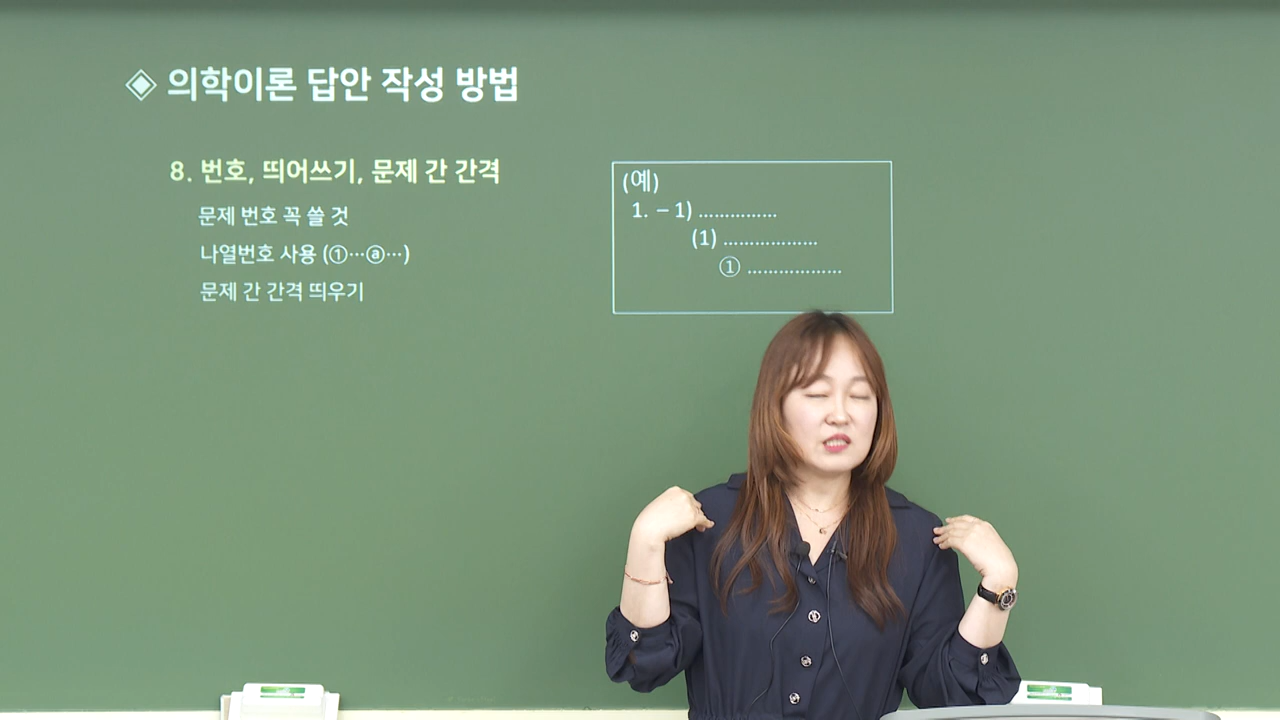 ◈ 의학이론 답안 작성 방법
8. 번호, 띄어쓰기, 문제 간 간격
문제 번호 꼭 쓸 것
나열번호 사용 (①⋯ⓐ⋯)
문제 간 간격 띄우기
(예)
1. – 1) ……………
(1) ………………
① ………………